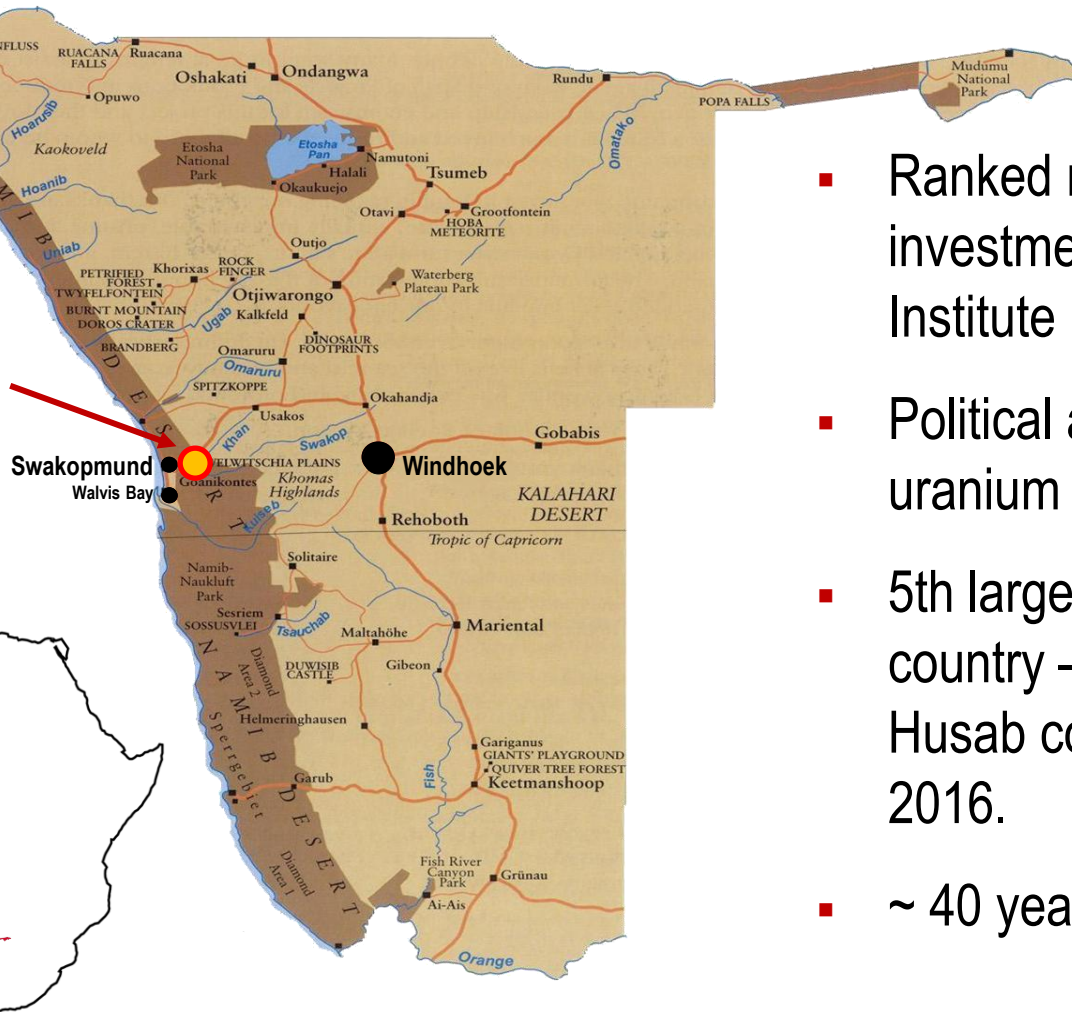 NFLUSS
RUACANA
FALLS
Ruacana
Oshakati
Ondangwa
Opuwo
Rundu
POPA FALLS
Mudumu
National
Park
Hoarusib
Kaokoveld
Hoanib
Uniab
Etosha
National
Park
Etosha
Pan
Namutoni
Halali
Okaukuejo
Tsumeb
Omatako
Otavi
Grootfontein
HOBA
METEORITE
Outjo
PETRIFIED
FOREST
Khorixas
ROCK
FINGER
TWYFELFONTEIN
BURNT MOUNTAIN
DOROS CRATER
BRANDBERG
Ugab
Otjiwarongo
Waterberg
Plateau Park
Kalkfeld
DINOSAUR
FOOTPRINTS
Omaruru
Omaruru
SPITZKOPPE
Usakos
Okahandja
Khan
Swakop
Gobabis
Swakopmund
Walvis Bay
ELWITSCHIA PLAINS
Goanikontes
Khomas
Highlands
Windhoek
KALAHARI
DESERT
Kuiseb
Rehoboth
Tropic of Capricorn
Solitaire
Namib-
Naukluft
Park
Sesriem
SOSSUSVLEI
Tsauchab
Maltahöhe
Mariental
DUWISIB
CASTLE
Gibeon
Diamond
Area 2
Helmeringhausen
Sperrgebiet
Gariganus
GIANTS' PLAYGROUND
QUIVER TREE FOREST
Keetmanshoop
Garub
Fish
Diamond
Area 1
Fish River
Canyon
Park
Ai-Ais
Grünau
Orange
MIB DESERT
NAMIB DESERT
Ranked
investme
Institute
Political a
uranium
5th large
country –
Husab co
2016.
~ 40 yea